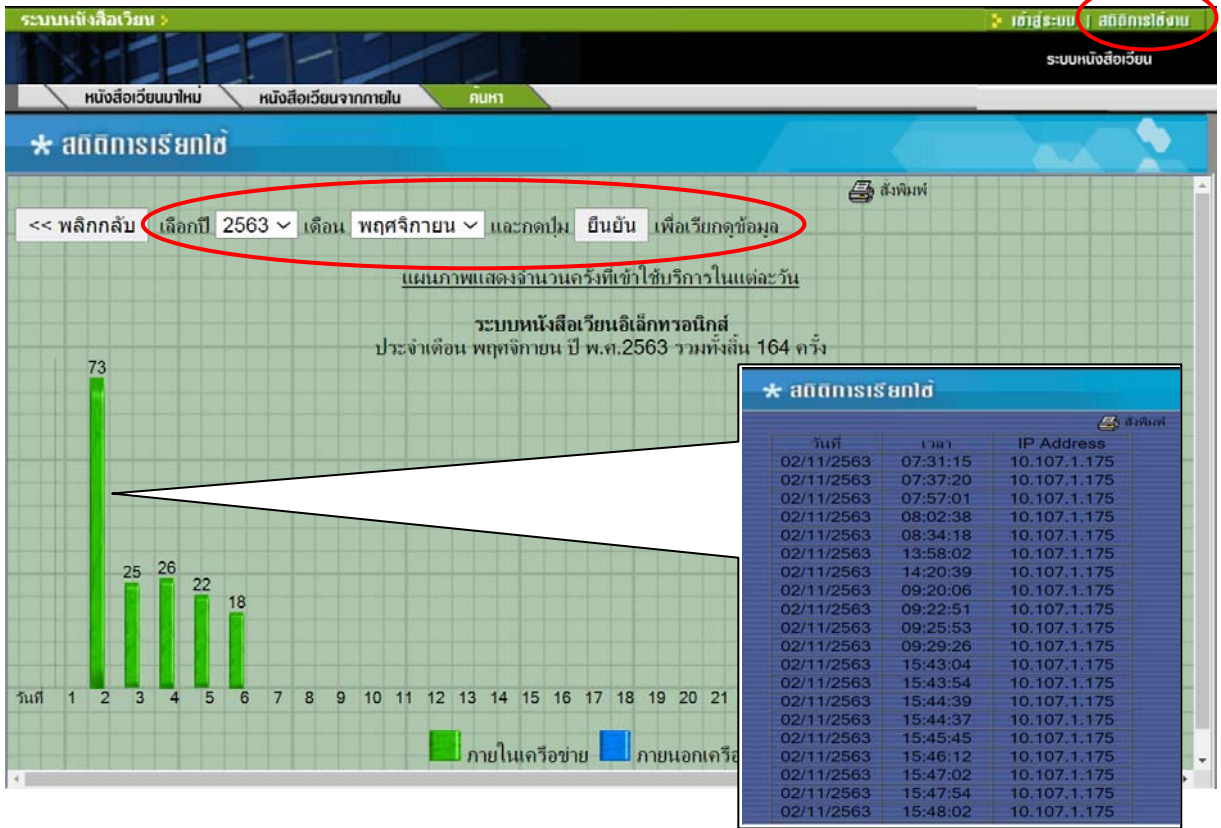 ระบบหนังสือเวียน >
เข้าสู่ระบบ | สถิติการใช้งาน
ระบบหนังสือเวียน
หนังสือเวียนมาใหม่ หนังสือเวียนจากภายใน ค้นหา
สถิติการเรียกใช้
สั่งพิมพ์
<< พลิกกลับ เลือกปี 2563 เดือน พฤศจิกายน และกดปุ่ม ยืนยัน เพื่อเรียกดูข้อมูล
แผนภาพแสดงจำนวนครั้งที่เข้าใช้บริการในแต่ละวัน
ระบบหนังสือเวียนอิเล็กทรอนิกส์
ประจำเดือน พฤศจิกายน ปี พ.ศ.2563 รวมทั้งสิ้น 164 ครั้ง
73
25 26 22 18
วันที่ 1 2 3 4 5 6 7 8 9 10 11 12 13 14 15 16 17 18 19 20 21
ภายในเครือข่าย ภายนอกเครือ
สถิติการเรียกใช้
สั่งพิมพ์
วันที่ เวลา IP Address
02/11/2563 07:31:15 10.107.1.175
02/11/2563 07:37:20 10.107.1.175
02/11/2563 07:57:01 10.107.1.175
02/11/2563 08:02:38 10.107.1.175
02/11/2563 08:34:18 10.107.1.175
02/11/2563 13:58:02 10.107.1.175
02/11/2563 14:20:39 10.107.1.175
02/11/2563 09:20:06 10.107.1.175
02/11/2563 09:22:51 10.107.1.175
02/11/2563 09:25:53 10.107.1.175
02/11/2563 09:29:26 10.107.1.175
02/11/2563 15:43:04 10.107.1.175
02/11/2563 15:43:54 10.107.1.175
02/11/2563 15:44:39 10.107.1.175
02/11/2563 15:44:37 10.107.1.175
02/11/2563 15:45:45 10.107.1.175
02/11/2563 15:46:12 10.107.1.175
02/11/2563 15:47:02 10.107.1.175
02/11/2563 15:47:54 10.107.1.175
02/11/2563 15:48:02 10.107.1.175